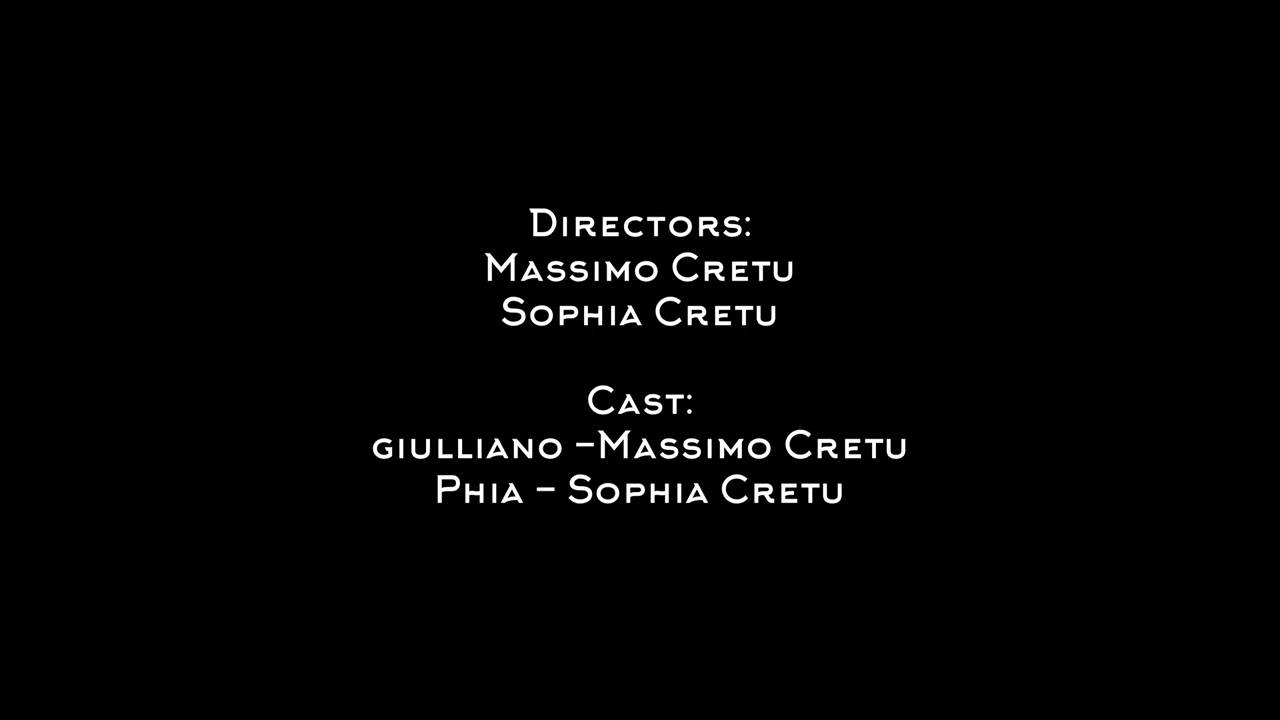 Directors:
Massimo Cretu
Sophia Cretu
Cast:
giulliano -Massimo Cretu
Phia - Sophia Cretu